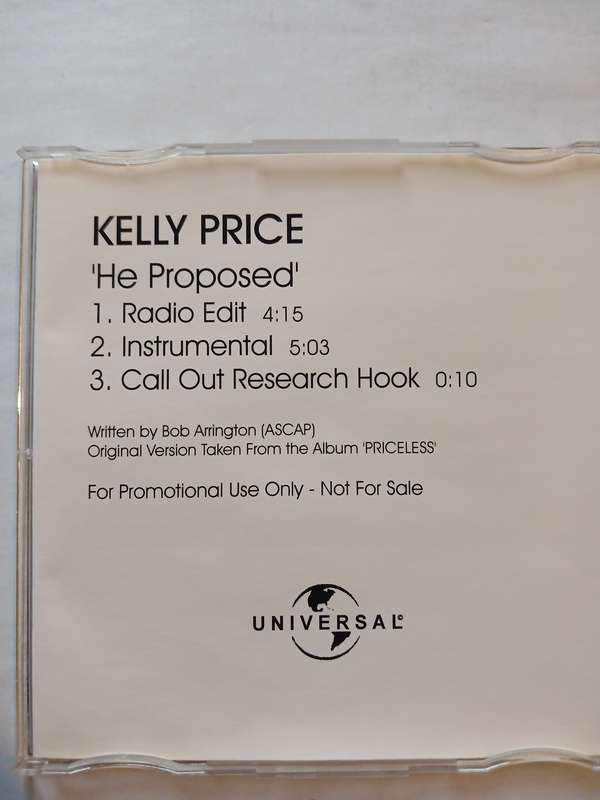 KELLY PRICE
'He Proposed'
1. Radio Edit 4:15
2. Instrumental 5:03
3. Call Out Research Hook 0:10
Written by Bob Arrington (ASCAP)
Original Version Taken From the Album 'PRICELESS'
For Promotional Use Only - Not For Sale
UNIVERSAL